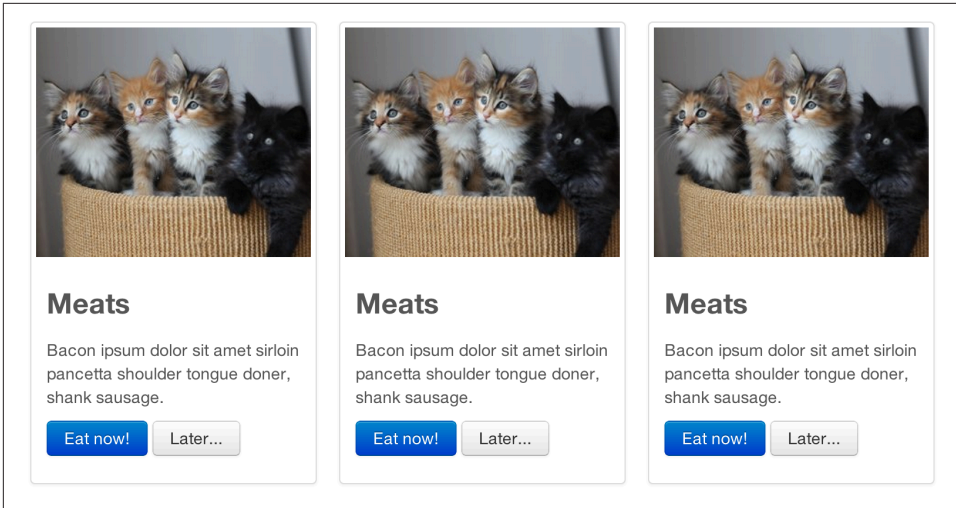 Meats
Bacon ipsum dolor sit amet sirloin
pancetta shoulder tongue doner,
shank sausage.
Eat now! Later...
Meats
Bacon ipsum dolor sit amet sirloin
pancetta shoulder tongue doner,
shank sausage.
Eat now! Later...
Meats
Bacon ipsum dolor sit amet sirloin
pancetta shoulder tongue doner,
shank sausage.
Eat now! Later...